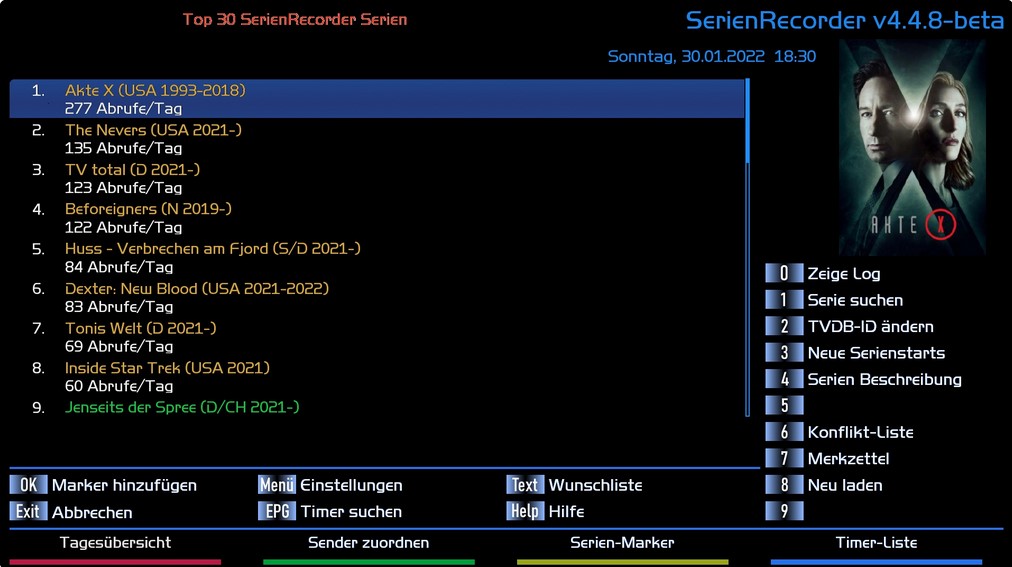 Top 30 SerienRecorder Serien
SerienRecorder v4.4.8-beta
Sonntag, 30.01.2022 18:30
1. Akte X (USA 1993-2018)
277 Abrufe/Tag
2. The Nevers (USA 2021-)
135 Abrufe/Tag
3. TV total (D 2021-)
123 Abrufe/Tag
4. Beforeigners (N 2019-)
122 Abrufe/Tag
5. Huss - Verbrechen am Fjord (S/D 2021-)
84 Abrufe/Tag
6. Dexter: New Blood (USA 2021-2022)
83 Abrufe/Tag
7. Tonis Welt (D 2021-)
69 Abrufe/Tag
8. Inside Star Trek (USA 2021)
60 Abrufe/Tag
9. Jenseits der Spree (D/CH 2021-)
AKTE X
0 Zeige Log
1 Serie suchen
2 TVDB-ID ändern
3 Neue Serienstarts
4 Serien Beschreibung
5
6 Konflikt-Liste
7 Merkzettel
8 Neu laden
9
OK Marker hinzufügen Menü Einstellungen Text Wunschliste
Exit Abbrechen EPG Timer suchen Help Hilfe
Tagesübersicht Sender zuordnen Serien-Marker Timer-Liste